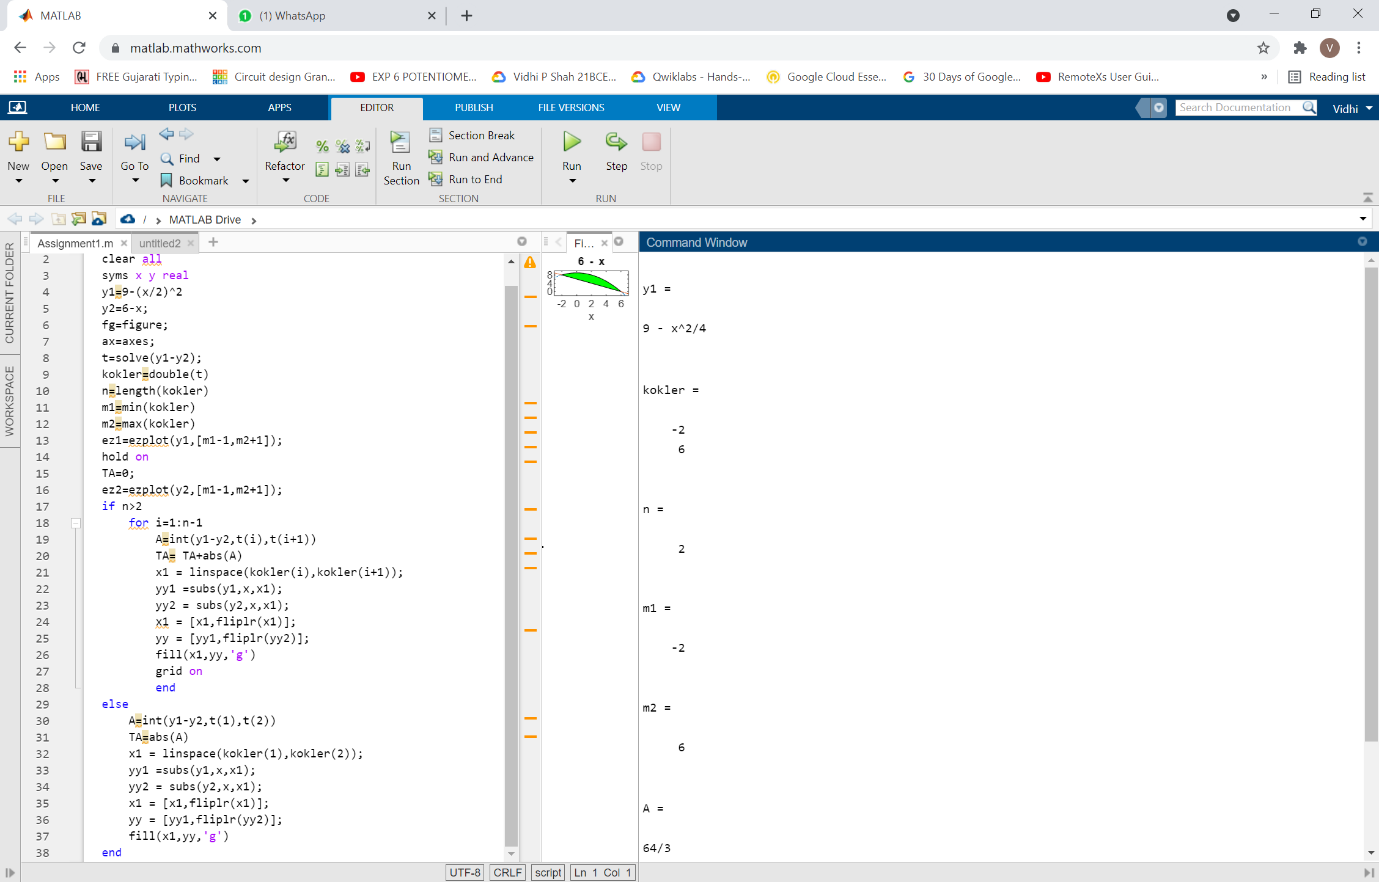 MATLAB
(1) WhatsApp
matlab.mathworks.com
V
Apps
FREE Gujarati Typin...
Circuit design Gran...
EXP 6 POTENTIOME...
Vidhi P Shah 21BCE...
Qwiklabs - Hands-...
Google Cloud Esse...
30 Days of Google...
RemoteXs User Gui...
»
Reading list
HOME
PLOTS
APPS
EDITOR
PUBLISH
FILE VERSIONS
VIEW
Search Documentation
Vidhi
New
Open
Save
FILE
Go To
Find
Bookmark
NAVIGATE
Refactor
CODE
Run Section
Section Break
Run and Advance
Run to End
SECTION
Run
Step
Stop
RUN
/ > MATLAB Drive >
CURRENT FOLDER
WORKSPACE
Assignment1.m
untitled2
2 clear all
3 syms x y real
4 y1=9-(x/2)^2
5 y2=6-x;
6 fg=figure;
7 ax=axes;
8 t=solve(y1-y2);
9 kokler=double(t)
10 n=length(kokler)
11 m1=min(kokler)
12 m2=max(kokler)
13 ez1=ezplot(y1,[m1-1,m2+1]);
14 hold on
15 TA=0;
16 ez2=ezplot(y2,[m1-1,m2+1]);
17 if n>2
18 for i=1:n-1
19 A=int(y1-y2,t(i),t(i+1))
20 TA= TA+abs(A)
21 x1 = linspace(kokler(i),kokler(i+1));
22 yy1 =subs(y1,x,x1);
23 yy2 = subs(y2,x,x1);
24 x1 = [x1,fliplr(x1)];
25 yy = [yy1,fliplr(yy2)];
26 fill(x1,yy,'g')
27 grid on
28 end
29 else
30 A=int(y1-y2,t(1),t(2))
31 TA=abs(A)
32 x1 = linspace(kokler(1),kokler(2));
33 yy1 =subs(y1,x,x1);
34 yy2 = subs(y2,x,x1);
35 x1 = [x1,fliplr(x1)];
36 yy = [yy1,fliplr(yy2)];
37 fill(x1,yy,'g')
38 end
Fi...
6 - x
8
4
0
-2 0 2 4 6
x
Command Window
y1 =
9 - x^2/4
kokler =
-2
6
n =
2
m1 =
-2
m2 =
6
A =
64/3
UTF-8
CRLF
script
Ln 1 Col 1